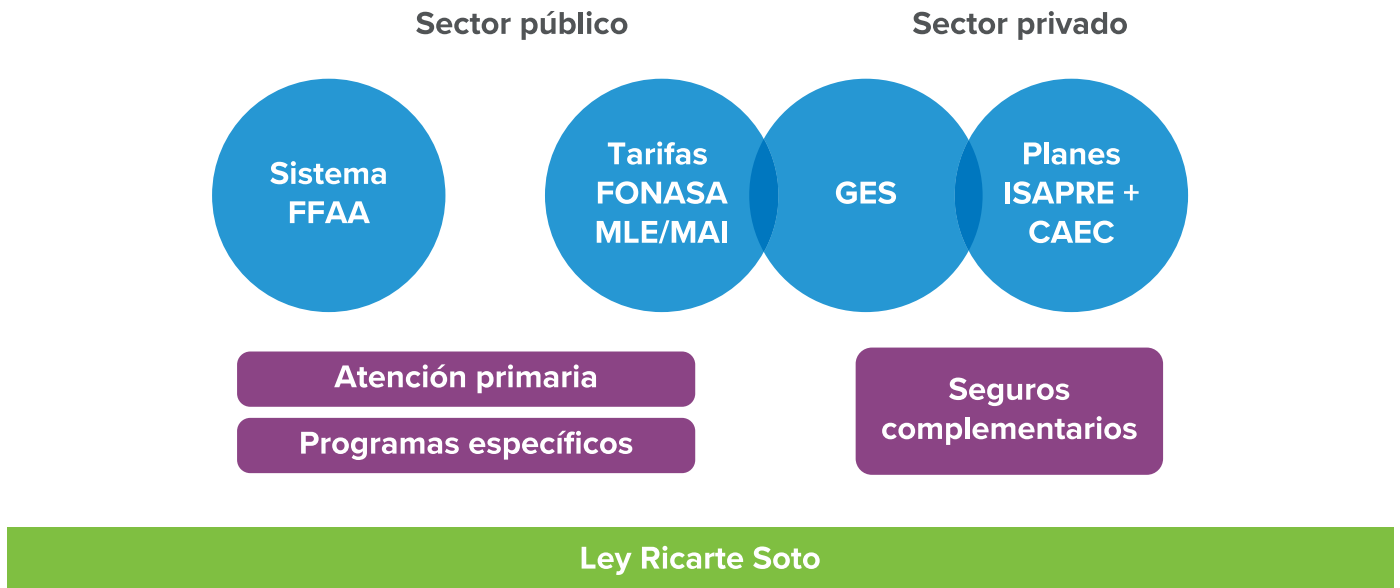 Sector público
Sector privado
Sistema
FFAA
Tarifas
FONASA
MLE/MAI
GES
Planes
ISAPRE +
CAEC
Atención primaria
Programas específicos
Seguros
complementarios
Ley Ricarte Soto